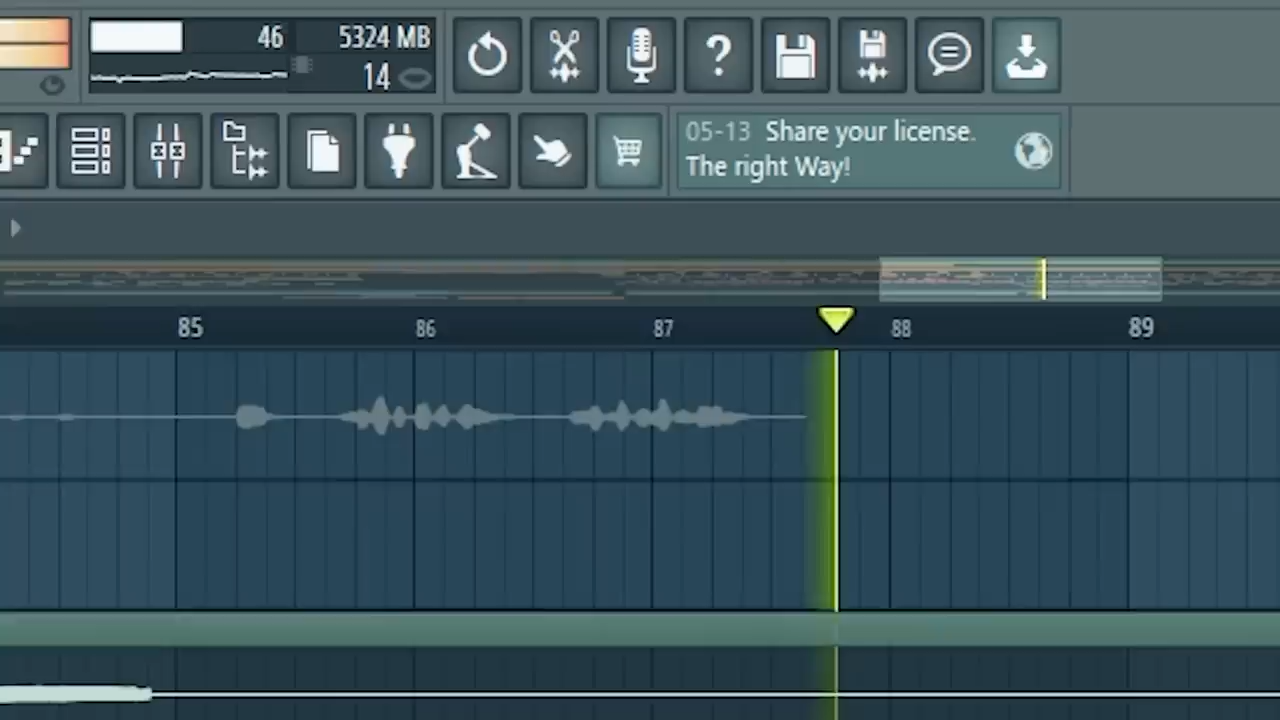 46 5324 MB
14
?
05-13 Share your license.
The right Way!
85 86 87 88 89